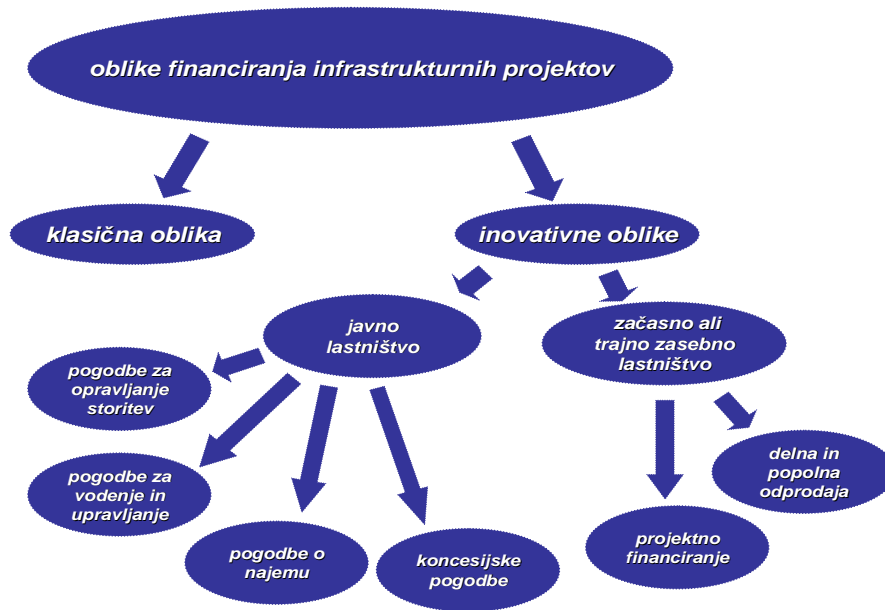 oblike financiranja infrastrukturnih projektov
klasična oblika
inovativne oblike
javno
lastništvo
začasno ali
trajno zasebno
lastništvo
pogodbe za
opravljanje
storitev
pogodbe za
vodenje in
upravljanje
pogodbe o
najemu
koncesijske
pogodbe
projektno
financiranje
delna in
popolna
odprodaja